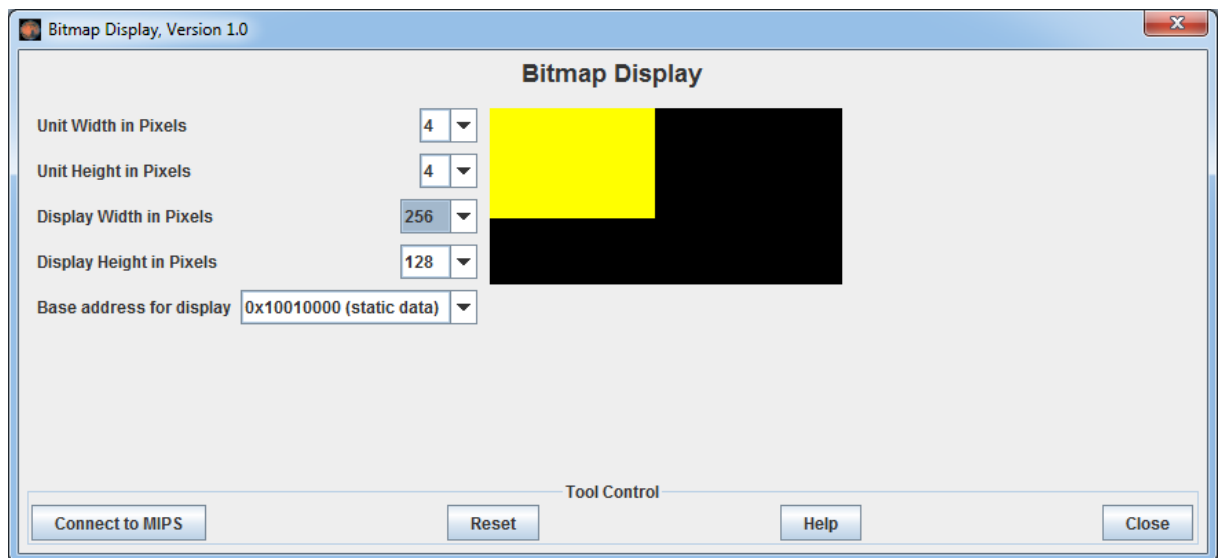 Bitmap Display, Version 1.0
Bitmap Display
Unit Width in Pixels 4
Unit Height in Pixels 4
Display Width in Pixels 256
Display Height in Pixels 128
Base address for display 0x10010000 (static data)
Tool Control
Connect to MIPS Reset Help Close